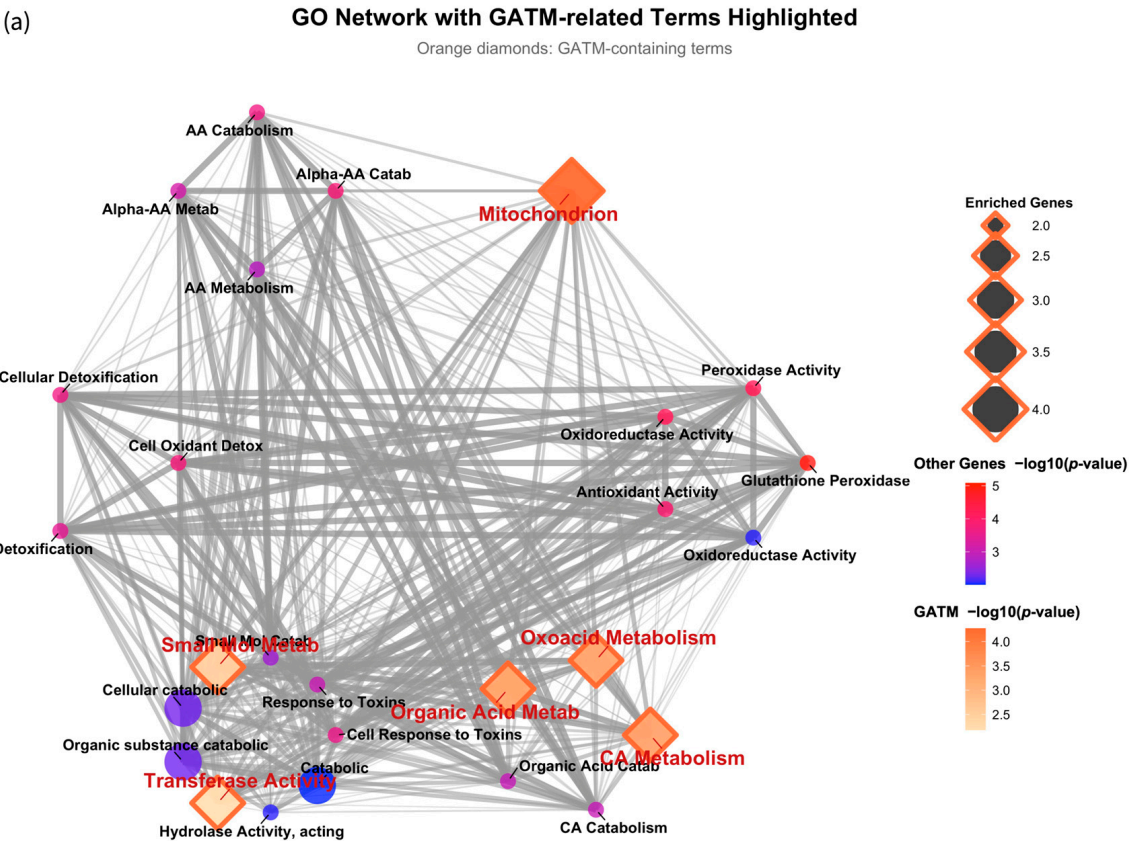 (a)
GO Network with GATM-related Terms Highlighted
Orange diamonds: GATM-containing terms
AA Catabolism
Alpha-AA Catab
Alpha-AA Metab
Mitochondrion
AA Metabolism
Cellular Detoxification
Peroxidase Activity
Oxidoreductase Activity
Cell Oxidant Detox
Glutathione Peroxidase
Antioxidant Activity
Detoxification
Oxidoreductase Activity
Small Mol Catab
Small Mol Metab
Oxoacid Metabolism
Cellular catabolic
Response to Toxins
Organic Acid Metab
Cell Response to Toxins
Organic substance catabolic
CA Metabolism
Catabolic
Organic Acid Catab
Transferase Activity
Hydrolase Activity, acting
CA Catabolism
Enriched Genes
2.0
2.5
3.0
3.5
4.0
Other Genes −log10(p-value)
5
4
3
GATM −log10(p-value)
4.0
3.5
3.0
2.5